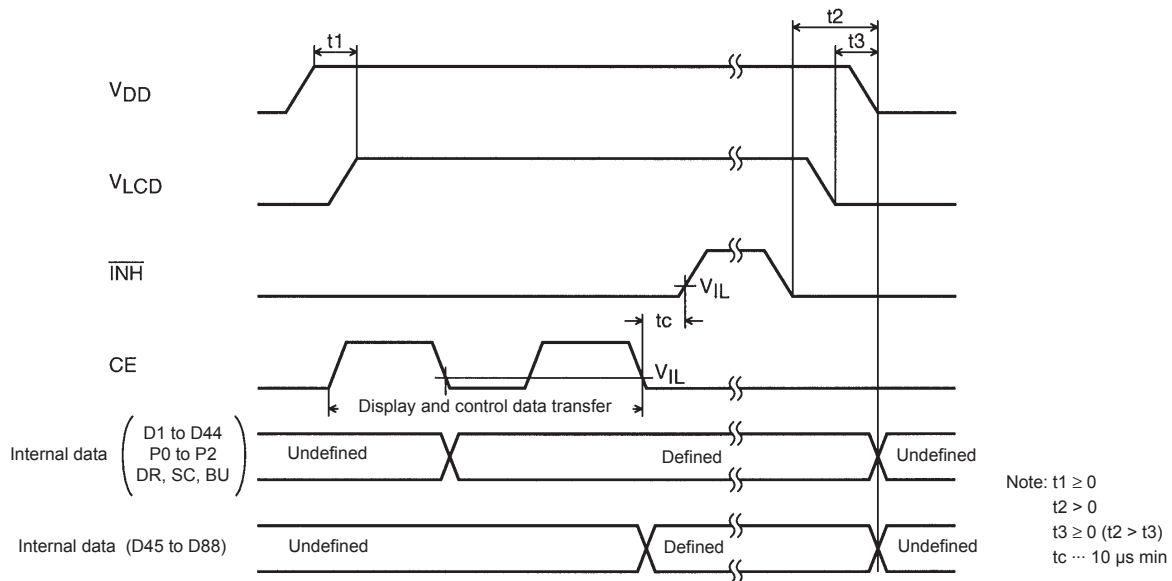 t2
t1
t3
VDD
VLCD
INH
VIL
tc
CE
VIL
Display and control data transfer
Internal data
D1 to D44
P0 to P2
DR, SC, BU
Undefined
Defined
Undefined
Note: t1 ≥ 0
t2 > 0
t3 ≥ 0 (t2 > t3)
tc ··· 10 µs min
Internal data (D45 to D88)
Undefined
Defined
Undefined